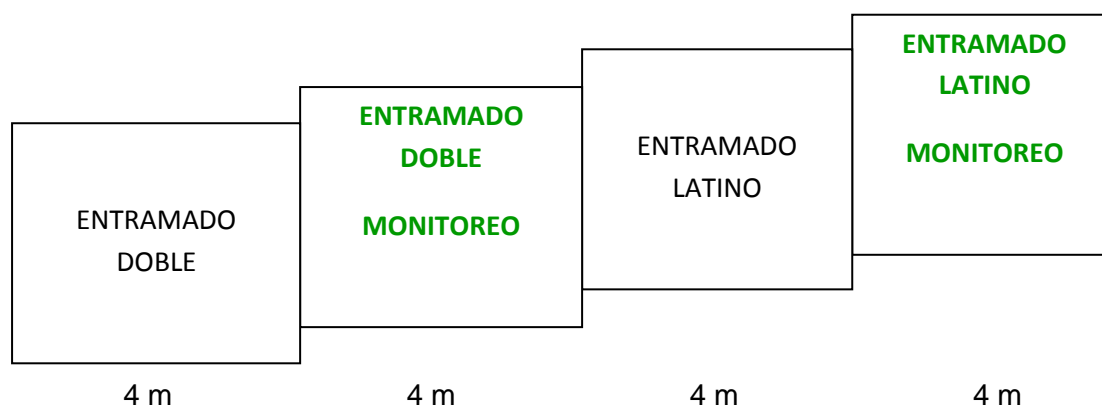 ENTRAMADO
DOBLE
ENTRAMADO
DOBLE
MONITOREO
ENTRAMADO
LATINO
ENTRAMADO
LATINO
MONITOREO
4 m
4 m
4 m
4 m